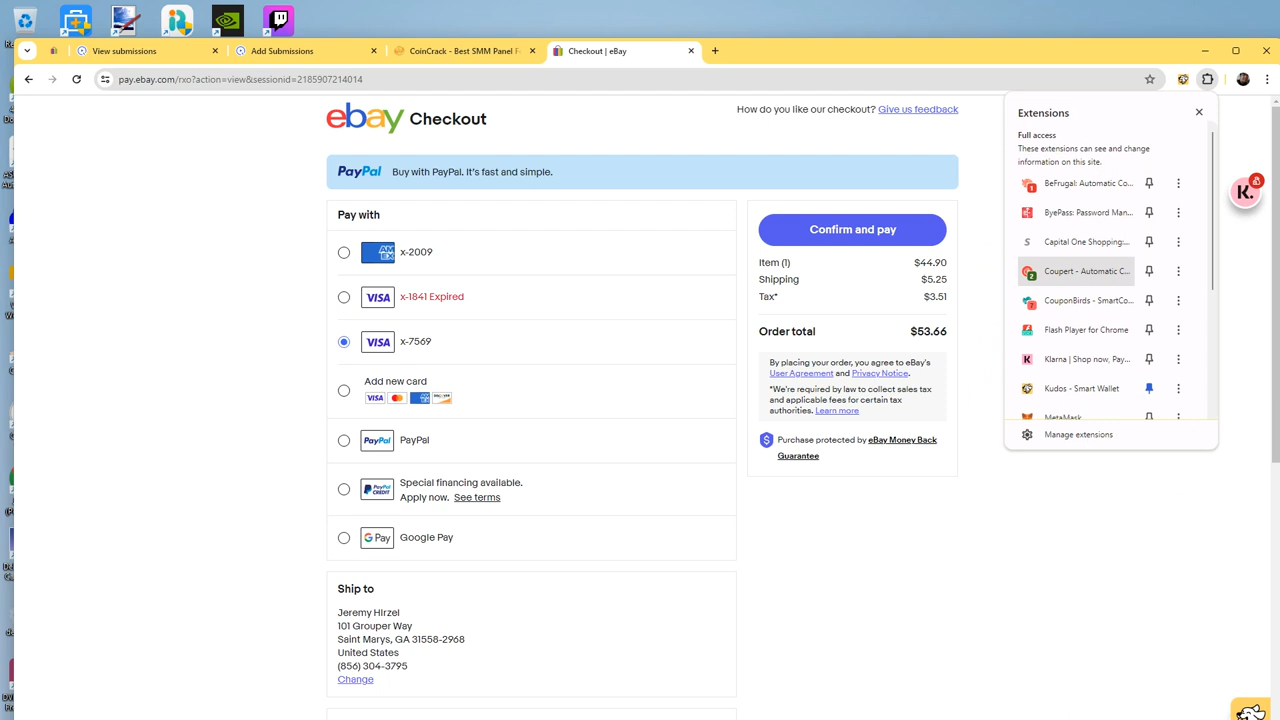 View submissions
Add Submissions
CoinCrack - Best SMM Panel F
Checkout | eBay
pay.ebay.com/rxo?action=view&sessionid=2185907214014
ebay Checkout
How do you like our checkout? Give us feedback
PayPal Buy with PayPal. It's fast and simple.
Pay with
AMEX x-2009
VISA x-1841 Expired
VISA x-7569
Add new card
VISA
PayPal PayPal
PayPal CREDIT Special financing available.
Apply now. See terms
G Pay Google Pay
Ship to
Jeremy HIrzel
101 Grouper Way
Saint Marys, GA 31558-2968
United States
(856) 304-3795
Change
Confirm and pay
Item (1) $44.90
Shipping $5.25
Tax* $3.51
Order total $53.66
By placing your order, you agree to eBay's
User Agreement and Privacy Notice.
*We're required by law to collect sales tax
and applicable fees for certain tax
authorities. Learn more
Purchase protected by eBay Money Back
Guarantee
Extensions
Full access
These extensions can see and change
information on this site.
BeFrugal: Automatic Co...
ByePass: Password Man...
Capital One Shopping:...
Coupert - Automatic C...
CouponBirds - SmartCo...
Flash Player for Chrome
Klarna | Shop now, Pay...
Kudos - Smart Wallet
MetaMask
Manage extensions
K.